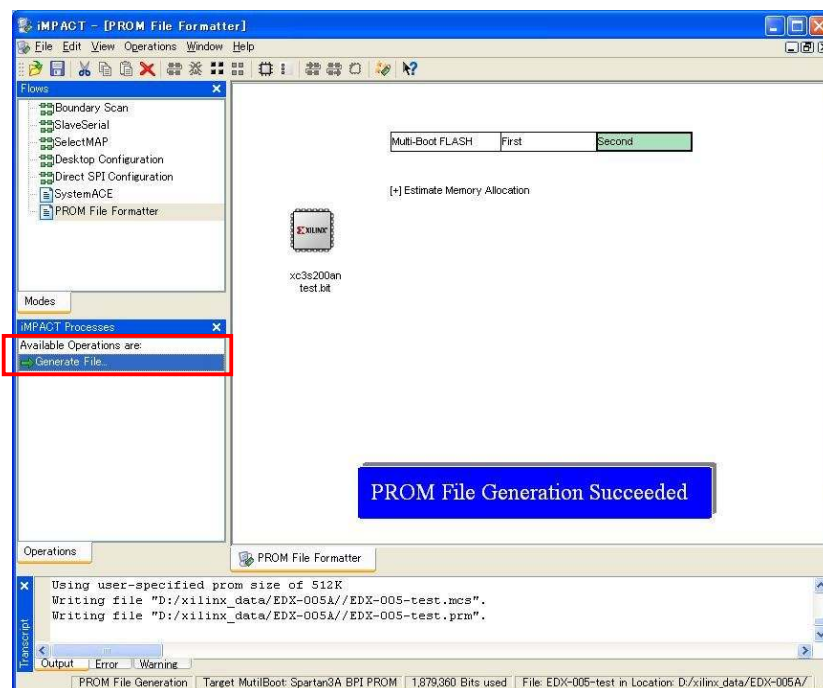 iMPACT - [PROM File Formatter]
File Edit View Operations Window Help
Flows
Boundary Scan
SlaveSerial
SelectMAP
Desktop Configuration
Direct SPI Configuration
SystemACE
PROM File Formatter
Modes
iMPACT Processes
Available Operations are:
Generate File...
Operations
Multi-Boot FLASH First Second
[+] Estimate Memory Allocation
XILINX
xc3s200an
test.bit
PROM File Generation Succeeded
PROM File Formatter
Using user-specified prom size of 512K
Writing file "D:/xilinx_data/EDX-005A//EDX-005-test.mcs".
Writing file "D:/xilinx_data/EDX-005A//EDX-005-test.prm".
Transcript
Output Error Warning
PROM File Generation Target MutilBoot: Spartan3A BPI PROM 1,879,360 Bits used File: EDX-005-test in Location: D:/xilinx_data/EDX-005A/